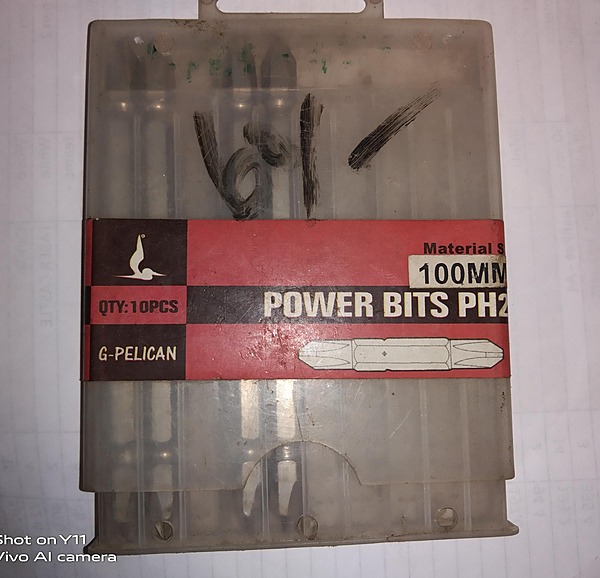 Material S
100MM
QTY:10PCS
POWER BITS PH2
G-PELICAN
Shot on Y11
Vivo AI camera